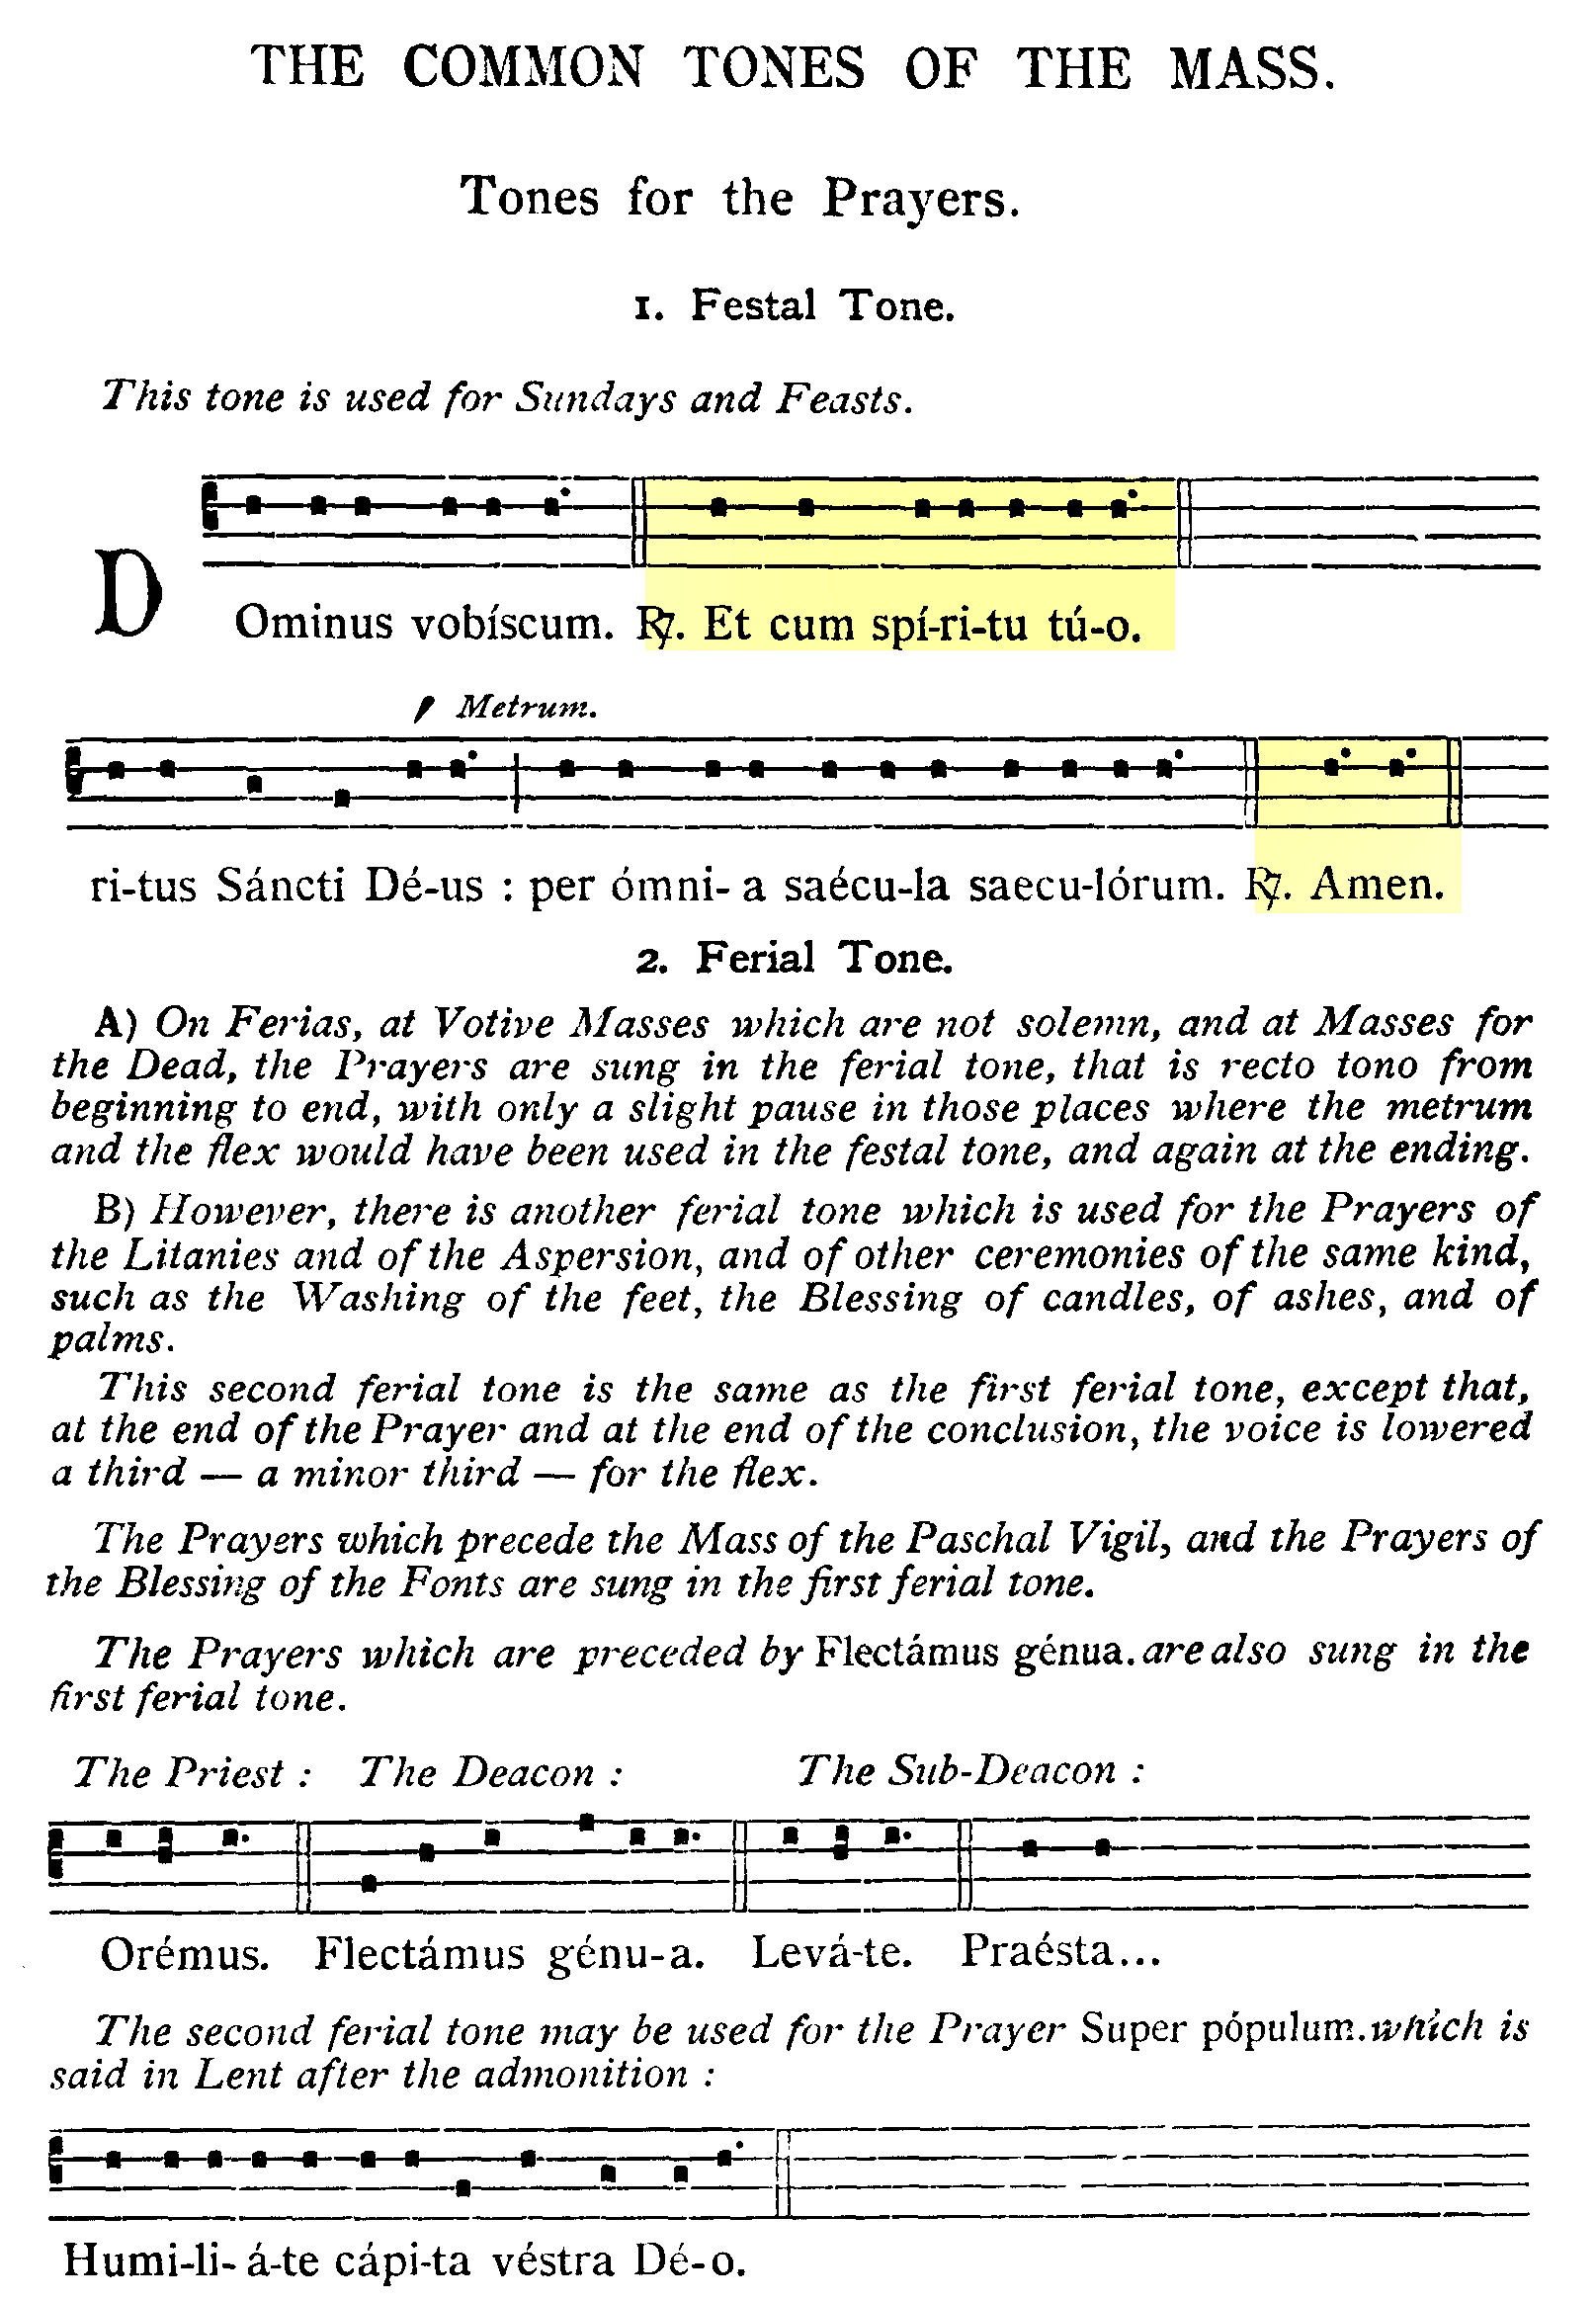 THE COMMON TONES OF THE MASS.
Tones for the Prayers.
1. Festal Tone.
This tone is used for Sundays and Feasts.
DOminus vobíscum. ℟. Et cum spí-ri-tu tú-o.
Metrum.
ri-tus Sáncti Dé-us : per ómni- a saécu-la saecu-lórum. ℟. Amen.
2. Ferial Tone.
A) On Ferias, at Votive Masses which are not solemn, and at Masses for
the Dead, the Prayers are sung in the ferial tone, that is recto tono from
beginning to end, with only a slight pause in those places where the metrum
and the flex would have been used in the festal tone, and again at the ending.
B) However, there is another ferial tone which is used for the Prayers of
the Litanies and of the Aspersion, and of other ceremonies of the same kind,
such as the Washing of the feet, the Blessing of candles, of ashes, and of
palms.
This second ferial tone is the same as the first ferial tone, except that,
at the end of the Prayer and at the end of the conclusion, the voice is lowered
a third — a minor third — for the flex.
The Prayers which precede the Mass of the Paschal Vigil, and the Prayers of
the Blessing of the Fonts are sung in the first ferial tone.
The Prayers which are preceded by Flectámus génua. are also sung in the
first ferial tone.
The Priest : The Deacon : The Sub-Deacon :
Orémus. Flectámus génu-a. Levá-te. Praésta...
The second ferial tone may be used for the Prayer Super pópulum. which is
said in Lent after the admonition :
Humi-li- á-te cápi-ta véstra Dé-o.